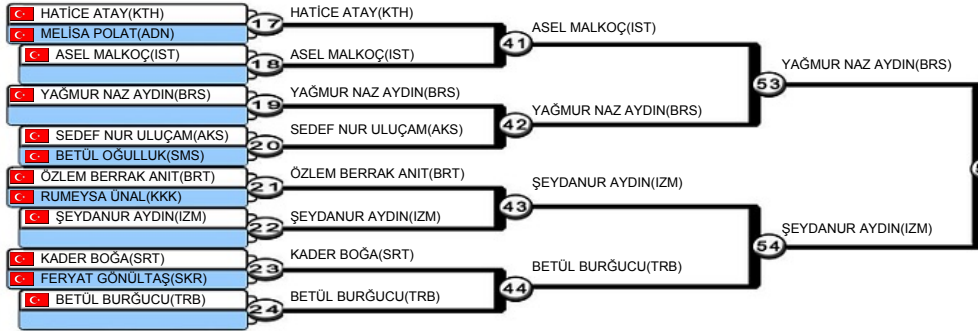 HATİCE ATAY(KTH)
MELİSA POLAT(ADN)
17
HATİCE ATAY(KTH)
ASEL MALKOÇ(IST)
18
ASEL MALKOÇ(IST)
41
ASEL MALKOÇ(IST)
YAĞMUR NAZ AYDIN(BRS)
19
YAĞMUR NAZ AYDIN(BRS)
SEDEF NUR ULUÇAM(AKS)
BETÜL OĞULLUK(SMS)
20
SEDEF NUR ULUÇAM(AKS)
42
YAĞMUR NAZ AYDIN(BRS)
53
YAĞMUR NAZ AYDIN(BRS)
ÖZLEM BERRAK ANIT(BRT)
RUMEYSA ÜNAL(KKK)
21
ÖZLEM BERRAK ANIT(BRT)
ŞEYDANUR AYDIN(IZM)
22
ŞEYDANUR AYDIN(IZM)
43
ŞEYDANUR AYDIN(IZM)
KADER BOĞA(SRT)
FERYAT GÖNÜLTAŞ(SKR)
23
KADER BOĞA(SRT)
BETÜL BURĞUCU(TRB)
24
BETÜL BURĞUCU(TRB)
44
BETÜL BURĞUCU(TRB)
54
ŞEYDANUR AYDIN(IZM)